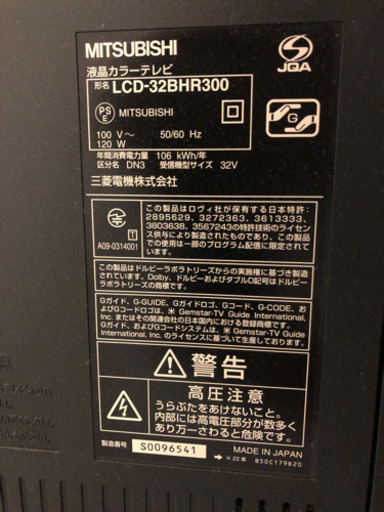 MITSUBISHI
JQA
液晶カラーテレビ
形名 LCD-32BHR300
PS
E
MITSUBISHI
G
100 V～ 50/60 Hz
120 W
年間消費電力量 106 kWh/年
区分名 DN3 受信機型サイズ 32V
三菱電機株式会社
A09-0314001
この製品はロヴィ社が保有する日本特許:
2895629、3272363、3613333、
3803638、3567243の特許技術のライセン
ス供与により製造されました。この製品で
の使用は一部のプログラム配信に限定され
ています。
この製品はドルビーラボラトリーズからの実施権に基づき製造さ
れています。Dolby、ドルビーおよびダブルD記号はドルビー
ラボラトリーズの商標です。
Gガイド、G-GUIDE、Gガイドロゴ、Gコード、G-CODE、お
よびGコードロゴは、米 Gemstar-TV Guide International,
Inc. またはその関連会社の日本国内における登録商標です。
Gガイド、およびGコードシステムは、米 Gemstar-TV Guide
International, Inc. のライセンスに基づいて生産しております。
警告
高圧注意
うらぶたをあけないこと。
内部には高電圧部分が数多く
あり万一さわると危険です。
製造番号 S0096541
MADE IN JAPAN
→ ×22本 850C179B20